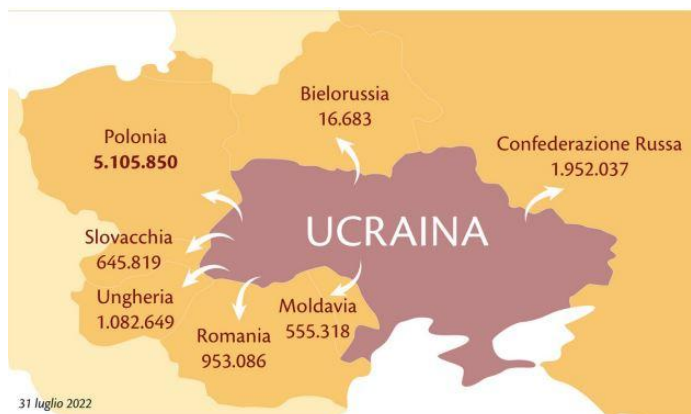 Bielorussia
16.683
Polonia
5.105.850
Confederazione Russa
1.952.037
UCRAINA
Slovacchia
645.819
Ungheria
1.082.649
Moldavia
555.318
Romania
953.086
31 luglio 2022